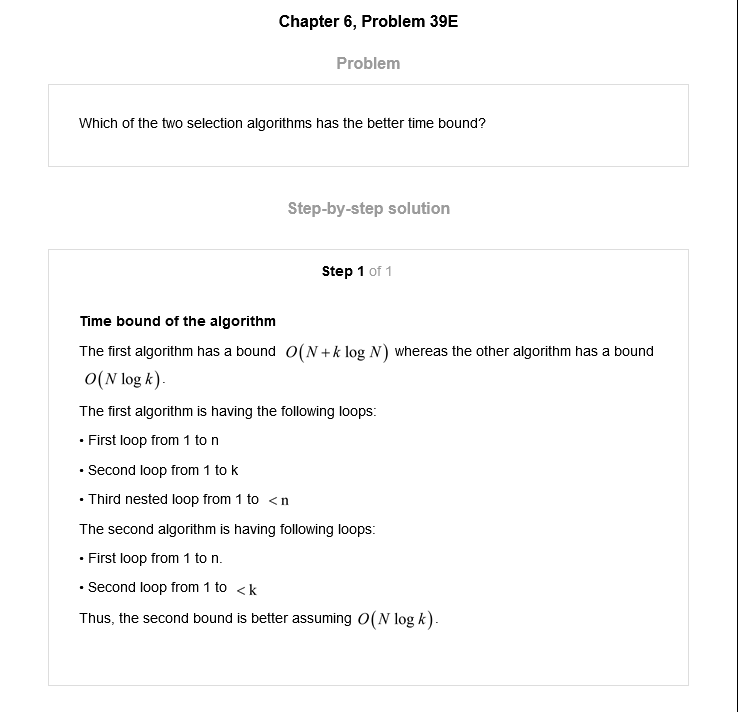 Chapter 6, Problem 39E
Problem
Which of the two selection algorithms has the better time bound?
Step-by-step solution
Step 1 of 1
Time bound of the algorithm
The first algorithm has a bound O(N + k log N) whereas the other algorithm has a bound
O(N log k).
The first algorithm is having the following loops:
• First loop from 1 to n
• Second loop from 1 to k
• Third nested loop from 1 to < n
The second algorithm is having following loops:
• First loop from 1 to n.
• Second loop from 1 to < k
Thus, the second bound is better assuming O(N log k).